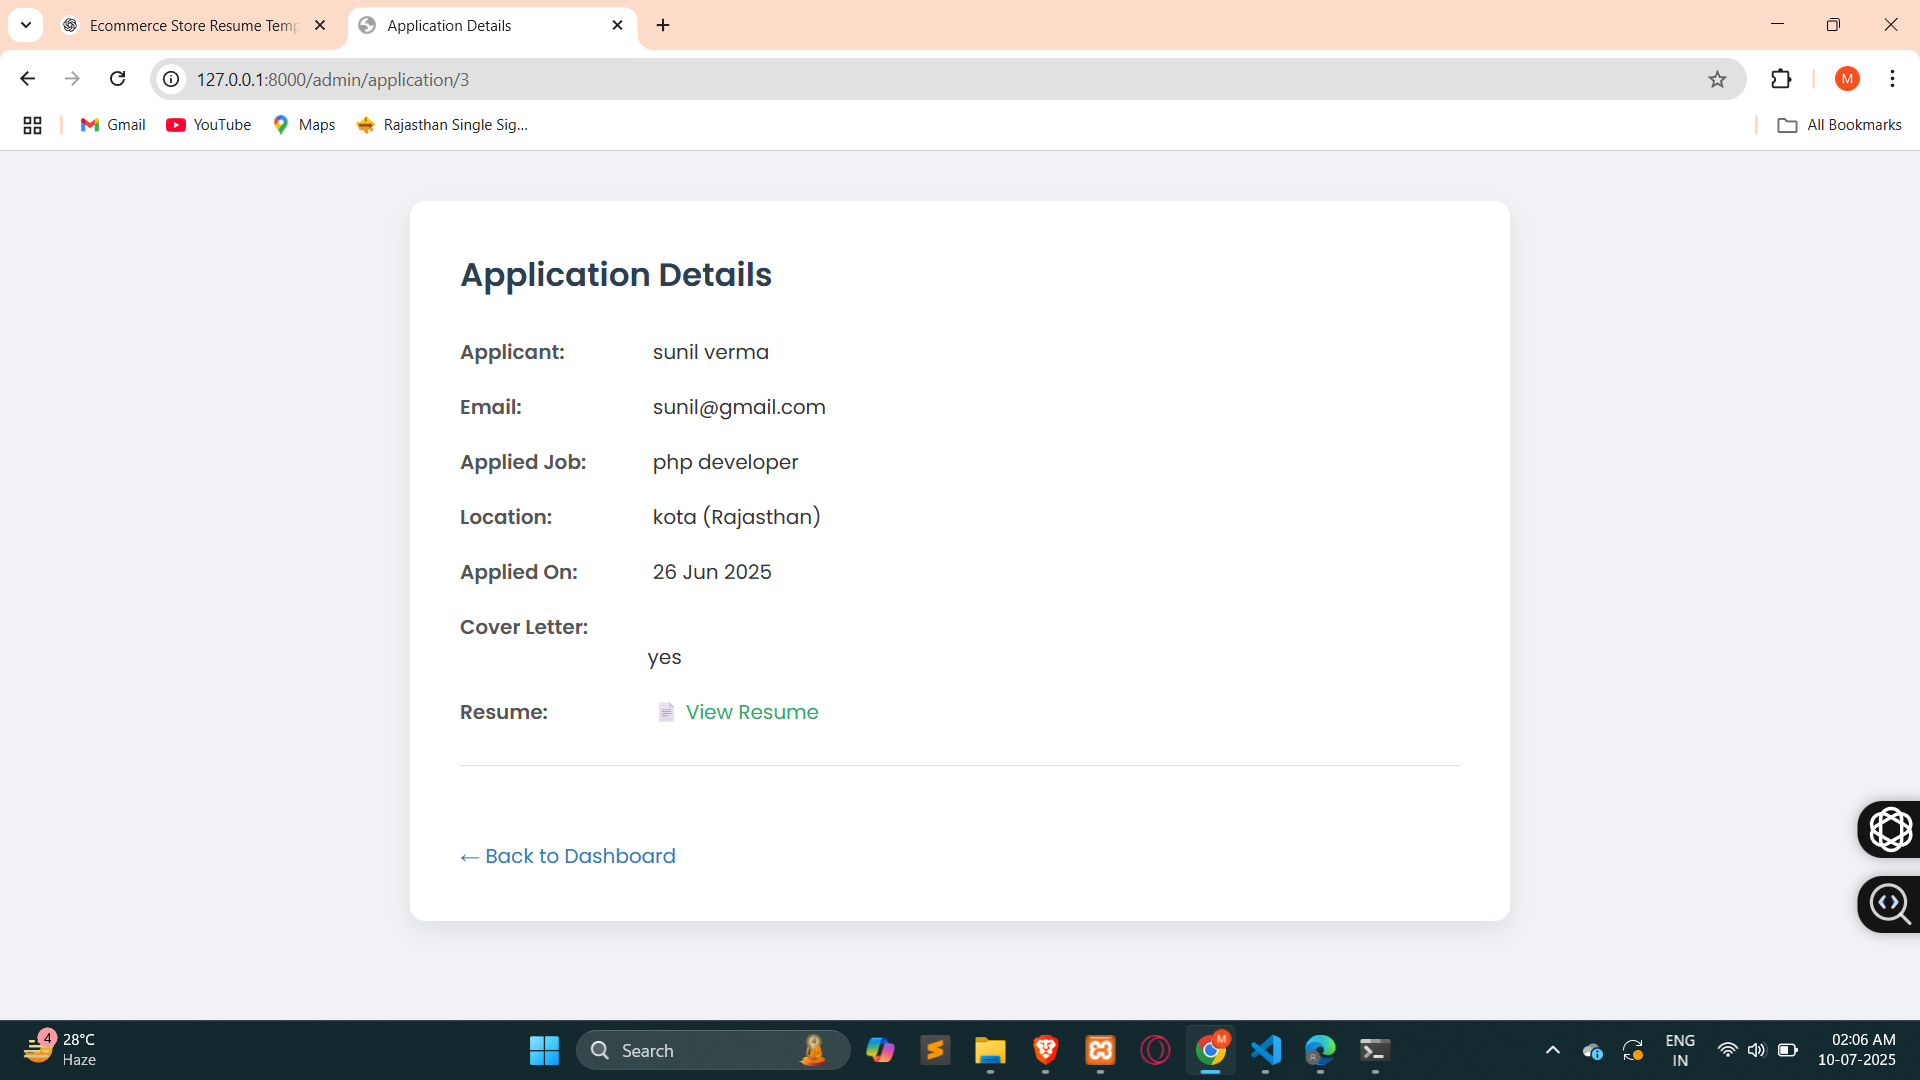 Ecommerce Store Resume Temp
Application Details
127.0.0.1:8000/admin/application/3
M
Gmail
YouTube
Maps
Rajasthan Single Sig...
All Bookmarks
Application Details
Applicant: sunil verma
Email: sunil@gmail.com
Applied Job: php developer
Location: kota (Rajasthan)
Applied On: 26 Jun 2025
Cover Letter:
yes
Resume: View Resume
← Back to Dashboard
4
28°C
Haze
Search
M
ENG
IN
02:06 AM
10-07-2025